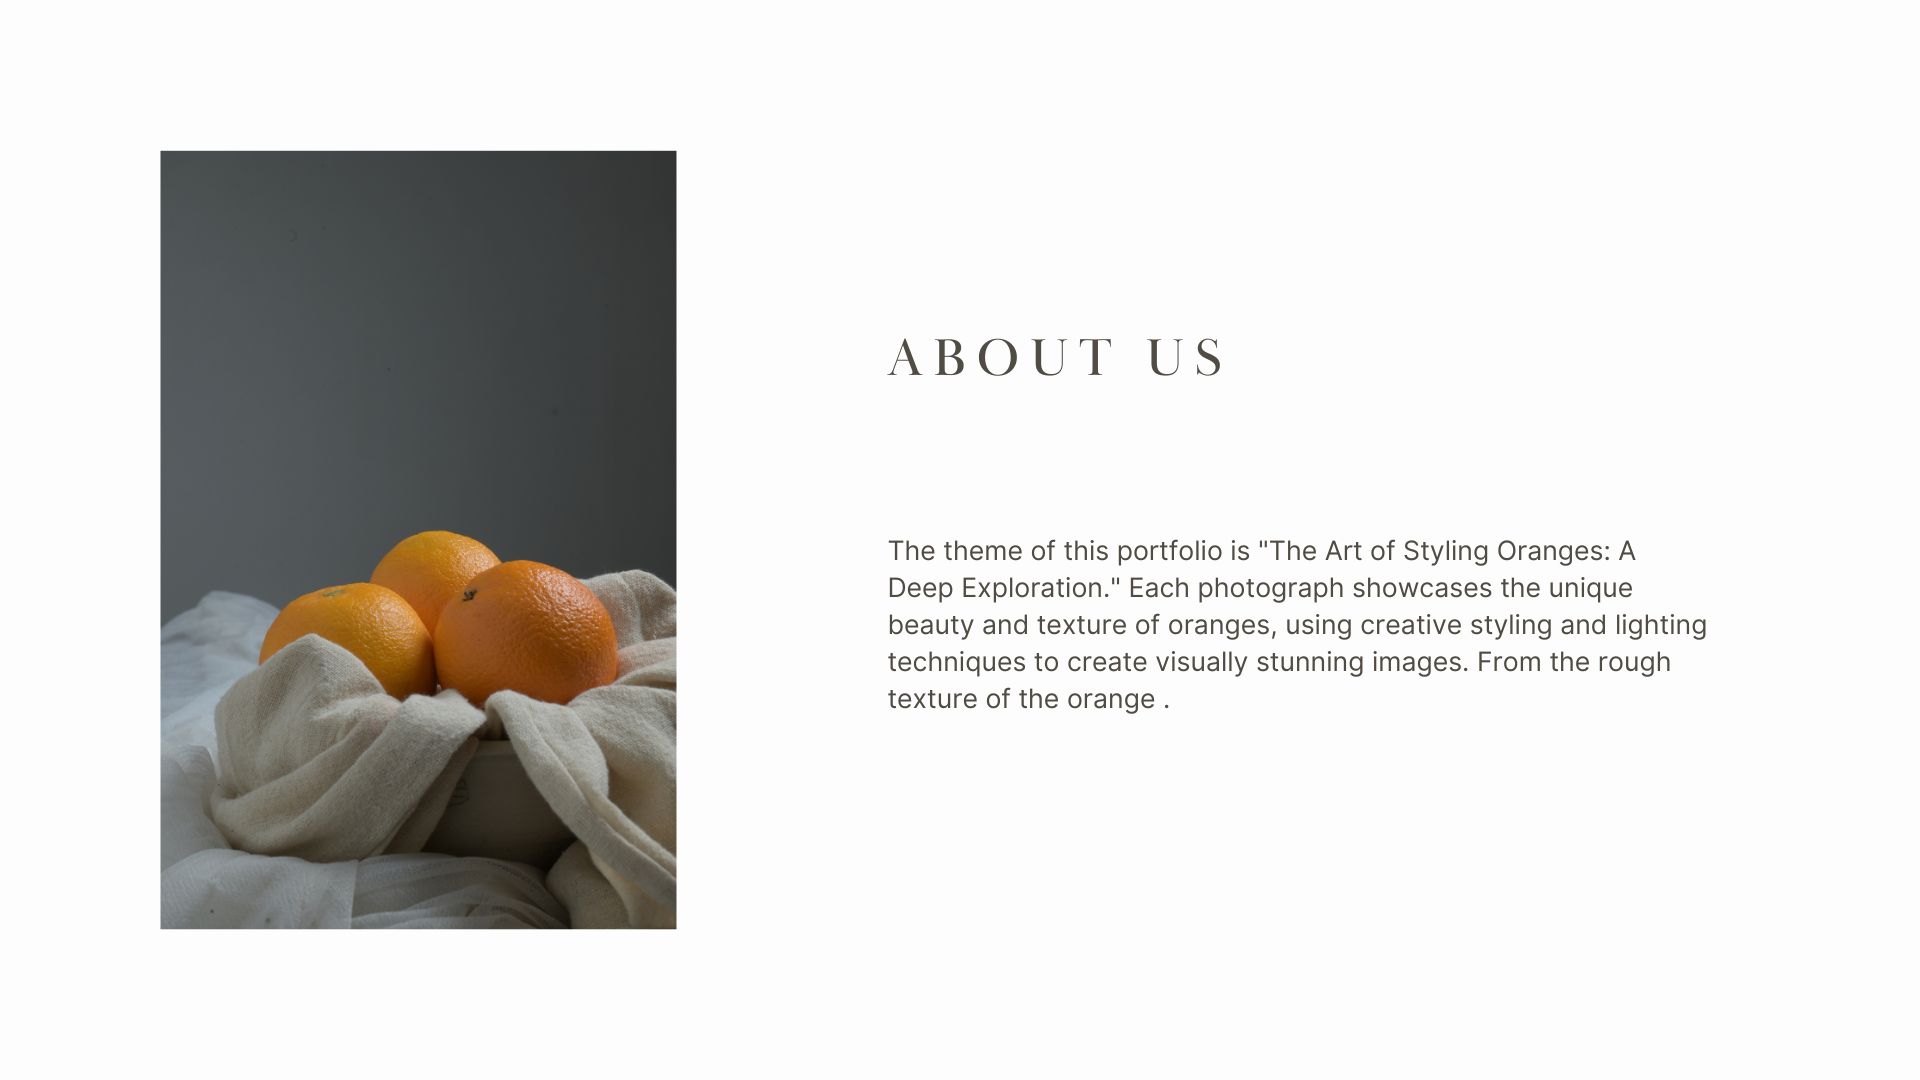 ABOUT US
The theme of this portfolio is "The Art of Styling Oranges: A
Deep Exploration." Each photograph showcases the unique
beauty and texture of oranges, using creative styling and lighting
techniques to create visually stunning images. From the rough
texture of the orange .